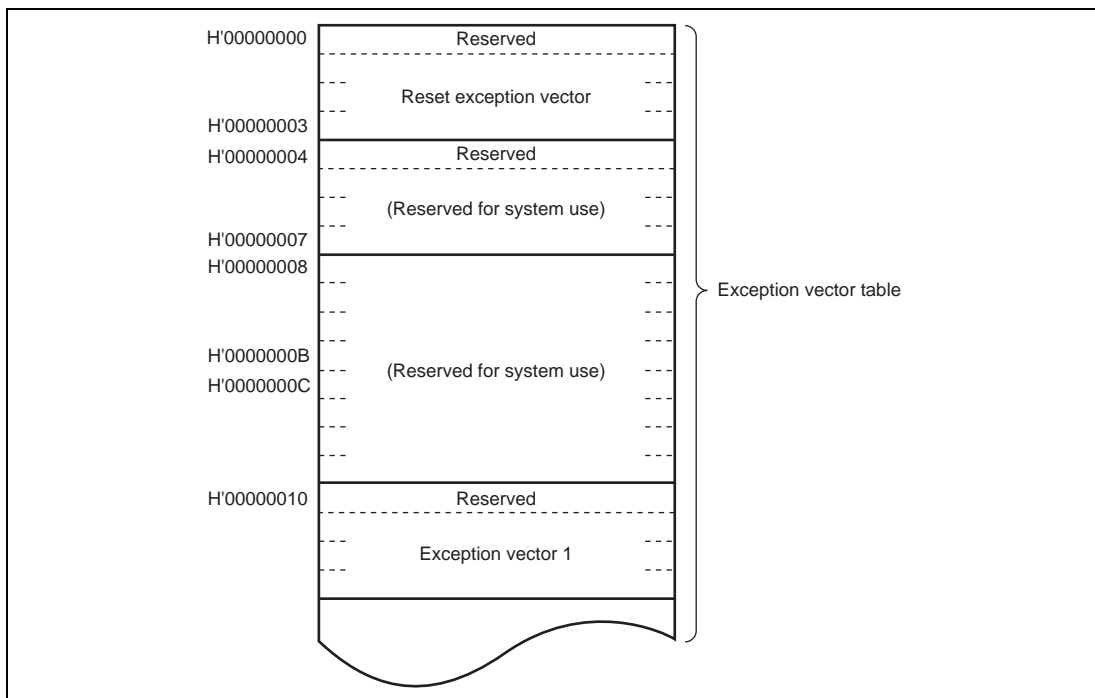 H'00000000
Reserved
Reset exception vector
H'00000003
H'00000004
Reserved
(Reserved for system use)
H'00000007
H'00000008
Exception vector table
H'0000000B
(Reserved for system use)
H'0000000C
H'00000010
Reserved
Exception vector 1